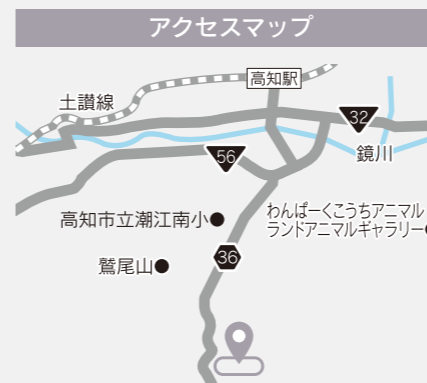 アクセスマップ
高知駅
土讃線
32
鏡川
56
わんぱーくこうちアニマル
ランドアニマルギャラリー
高知市立潮江南小
36
鷲尾山